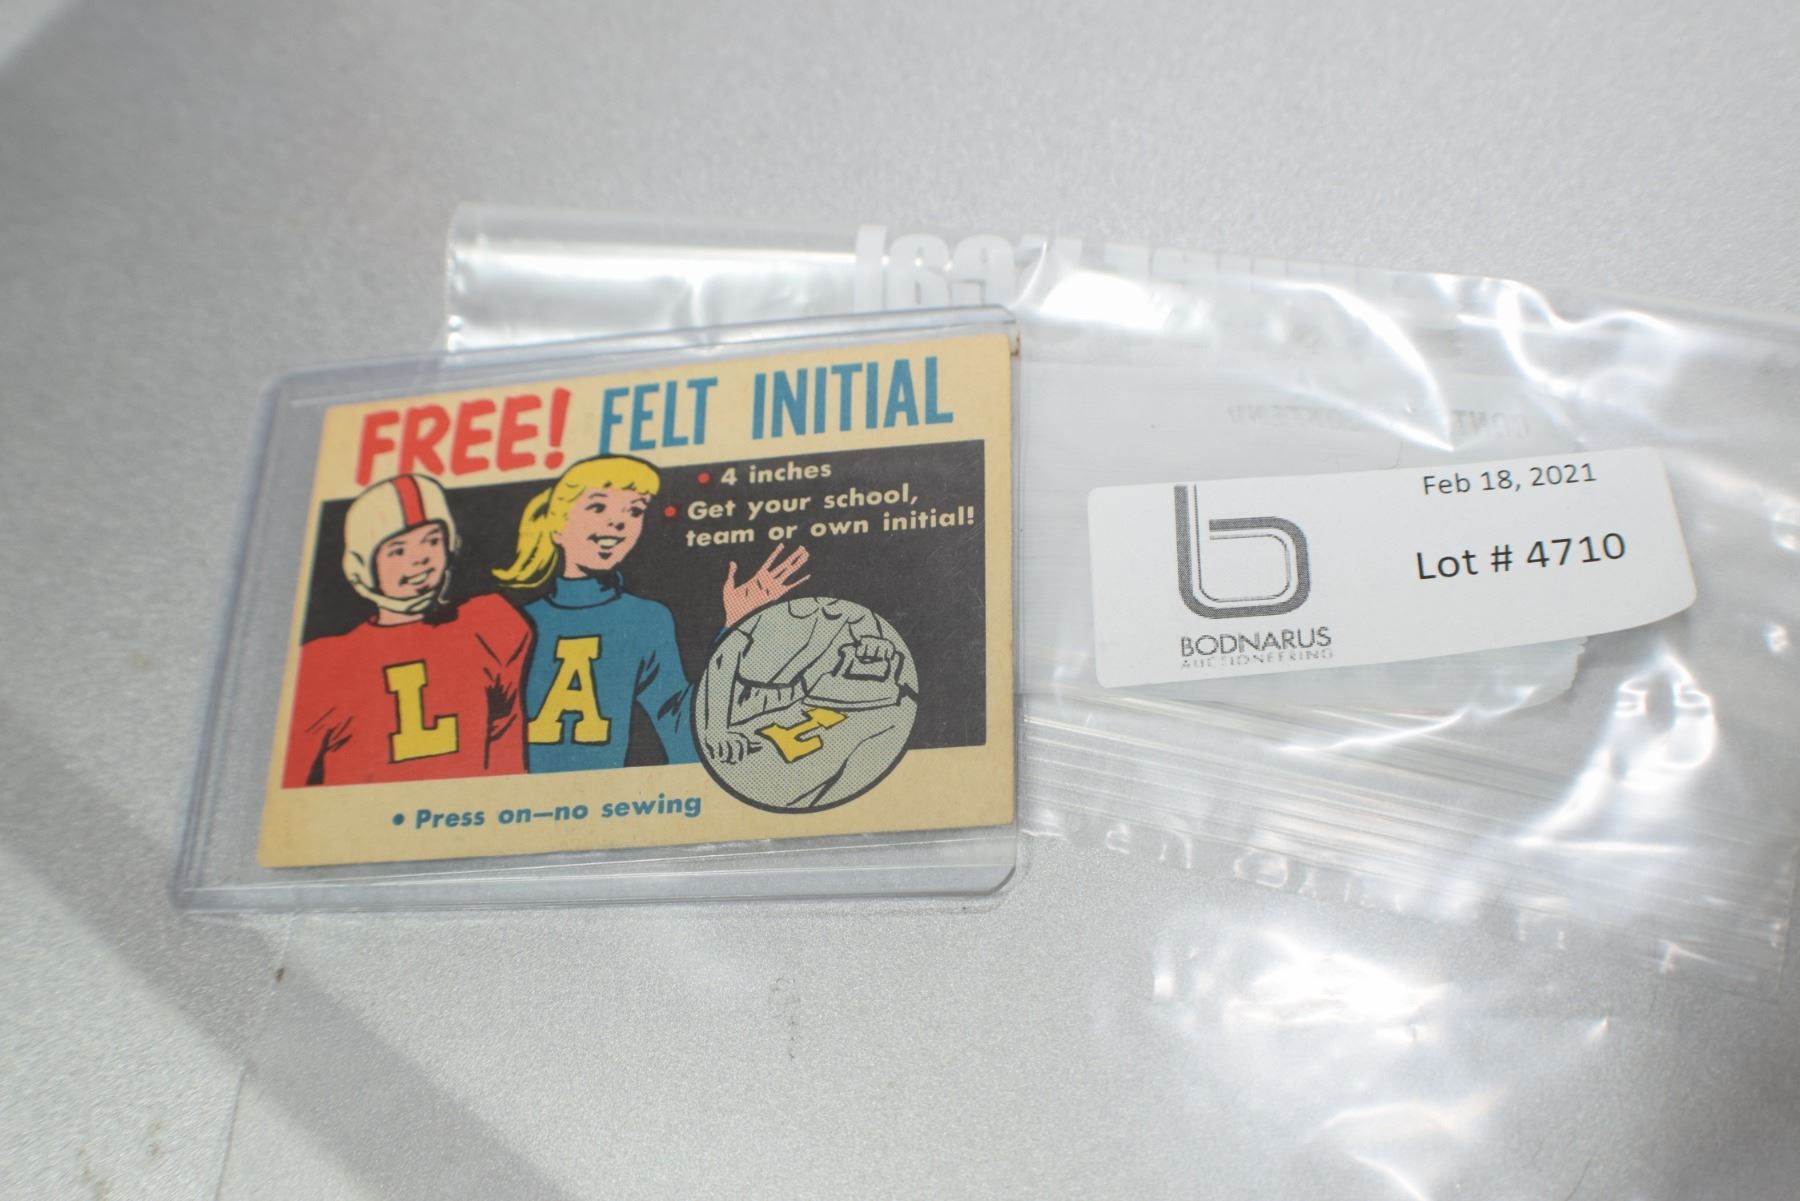 FREE! FELT INITIAL
• 4 inches
• Get your school,
team or own initial!
L
A
L
• Press on—no sewing
Feb 18, 2021
Lot # 4710
b
BODNARUS
AUCTIONEERING